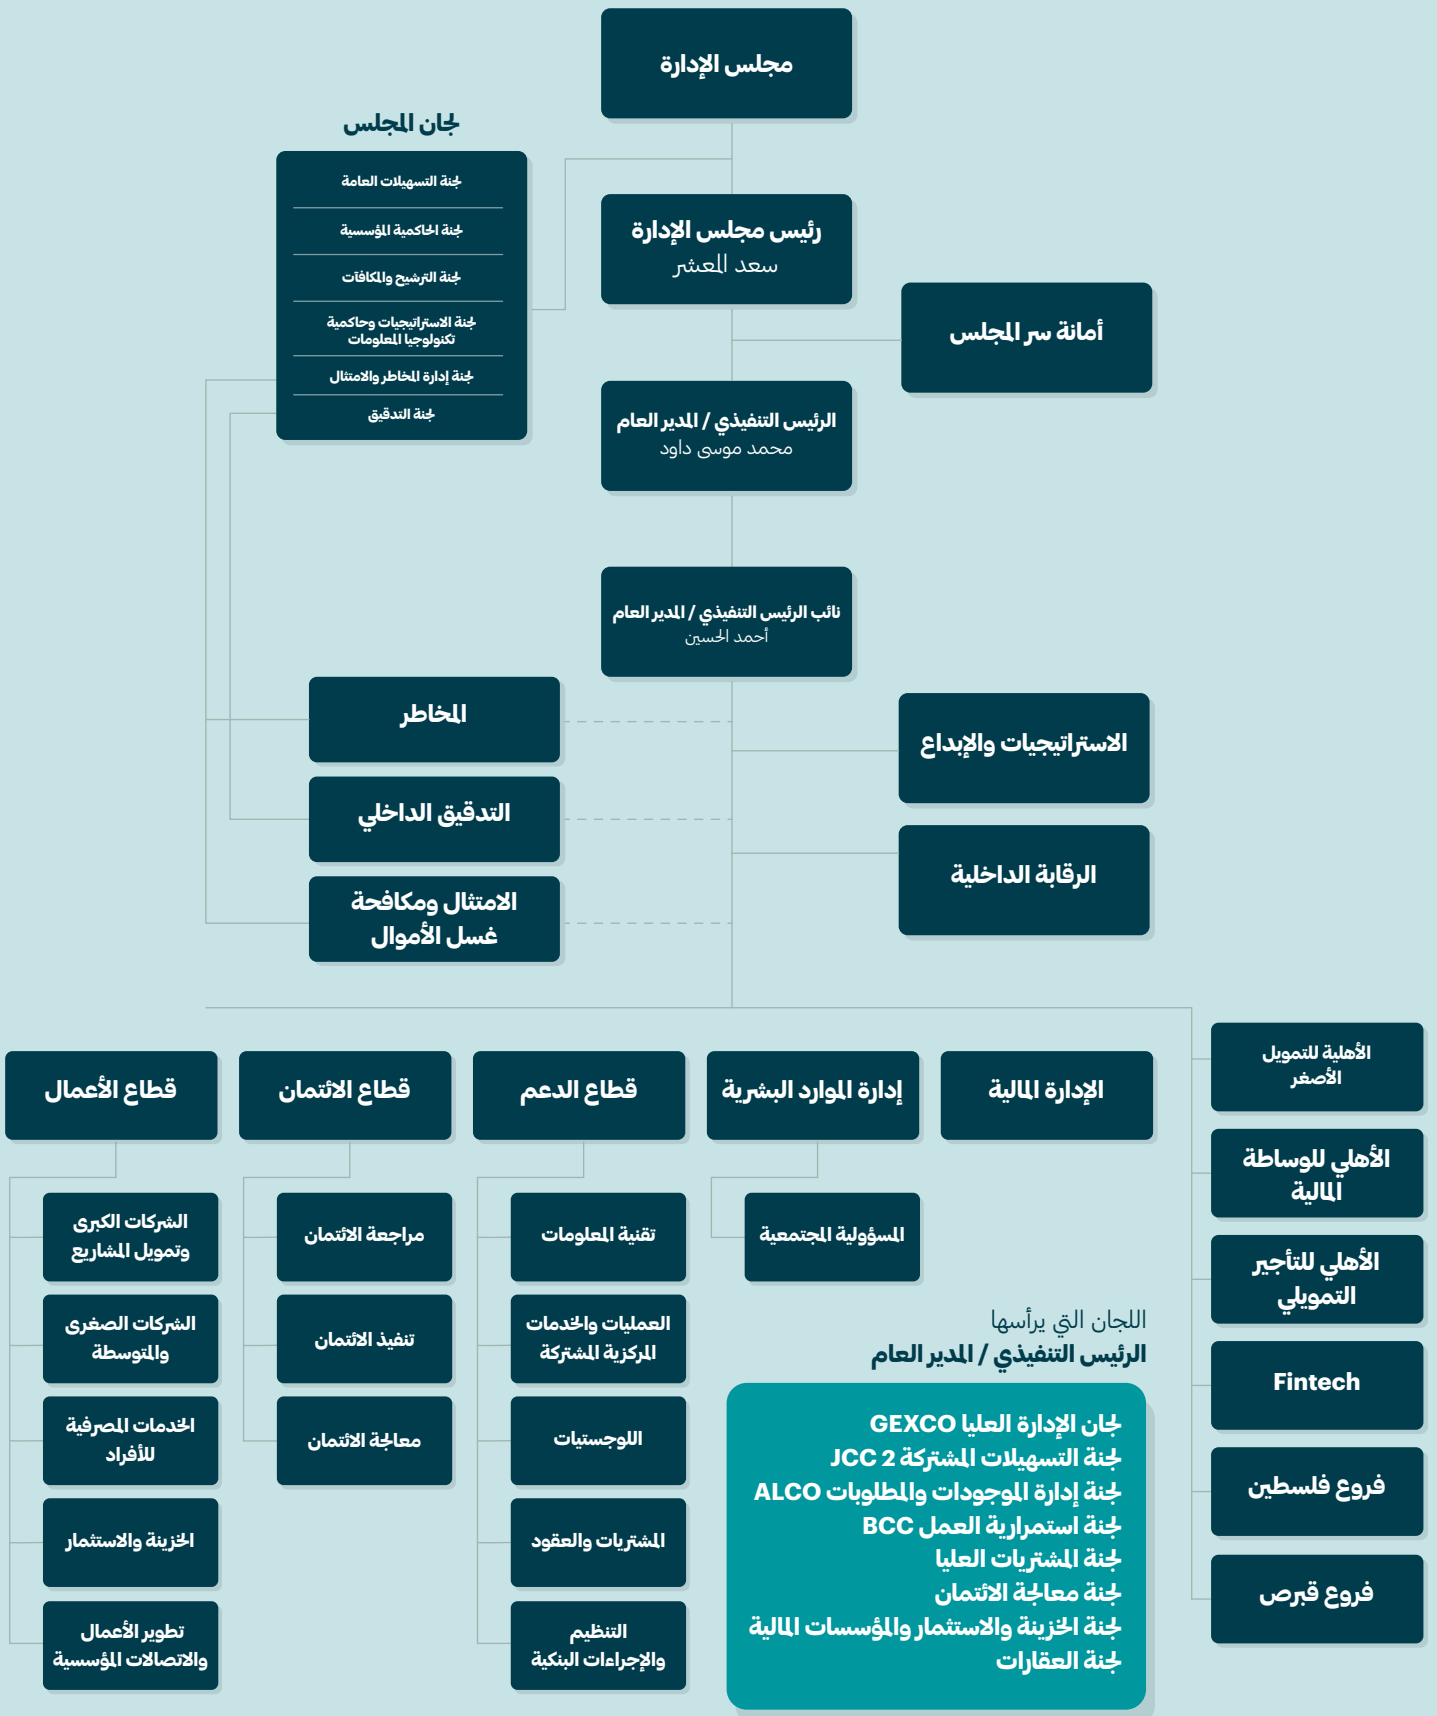 مجلس الإدارة
لجان المجلس
لجنة التسهيلات العامة
لجنة الحاكمية المؤسسية
لجنة الترشيح والمكافآت
لجنة الاستراتيجيات وحاكمية
تكنولوجيا المعلومات
لجنة إدارة المخاطر والامتثال
لجنة التدقيق
رئيس مجلس الإدارة
سعد المعشر
أمانة سر المجلس
الرئيس التنفيذي / المدير العام
محمد موسى داود
نائب الرئيس التنفيذي / المدير العام
أحمد الحسين
المخاطر
التدقيق الداخلي
الامتثال ومكافحة
غسل الأموال
الاستراتيجيات والإبداع
الرقابة الداخلية
الأهلية للتمويل
الأصغر
الأهلي للوساطة
المالية
الأهلي للتأجير
التمويلي
Fintech
فروع فلسطين
فروع قبرص
الإدارة المالية
إدارة الموارد البشرية
المسؤولية المجتمعية
قطاع الدعم
تقنية المعلومات
العمليات والخدمات
المركزية المشتركة
اللوجستيات
المشتريات والعقود
التنظيم
والإجراءات البنكية
قطاع الائتمان
مراجعة الائتمان
تنفيذ الائتمان
معالجة الائتمان
قطاع الأعمال
الشركات الكبرى
وتمويل المشاريع
الشركات الصغرى
والمتوسطة
الخدمات المصرفية
للأفراد
الخزينة والاستثمار
تطوير الأعمال
والاتصالات المؤسسية
اللجان التي يرأسها
الرئيس التنفيذي / المدير العام
لجان الإدارة العليا GEXCO
لجنة التسهيلات المشتركة JCC 2
لجنة إدارة الموجودات والمطلوبات ALCO
لجنة استمرارية العمل BCC
لجنة المشتريات العليا
لجنة معالجة الائتمان
لجنة الخزينة والاستثمار والمؤسسات المالية
لجنة العقارات